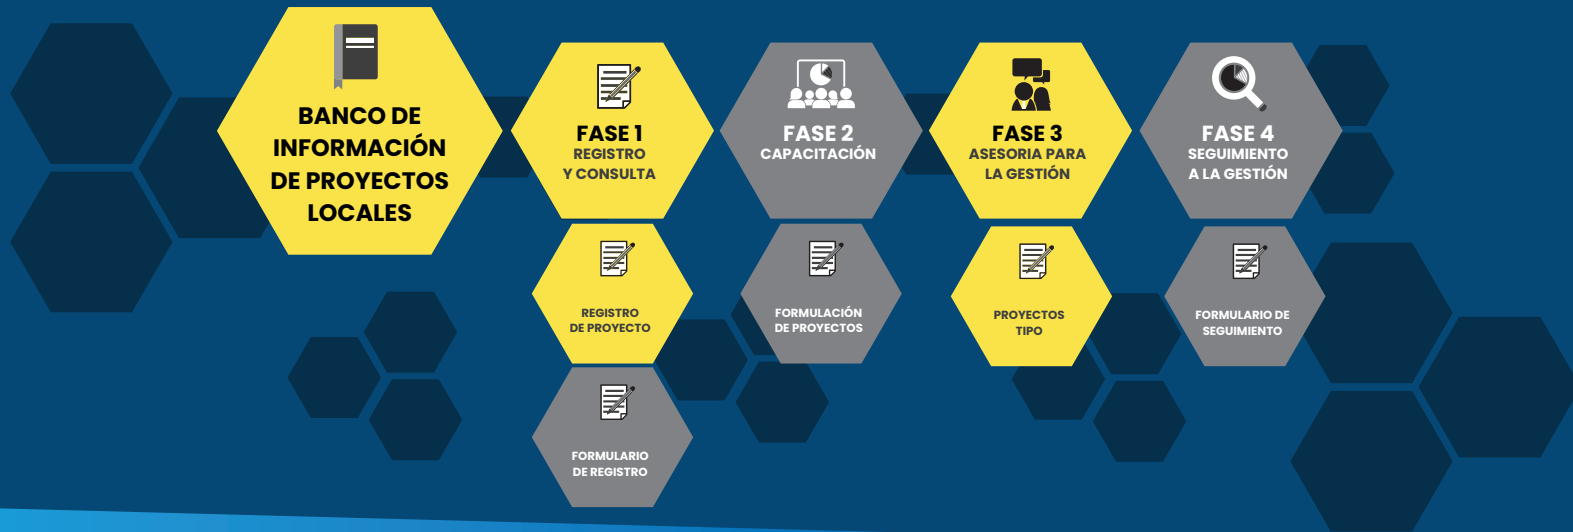 BANCO DE
INFORMACIÓN
DE PROYECTOS
LOCALES
FASE 1
REGISTRO
Y CONSULTA
REGISTRO
DE PROYECTO
FORMULARIO
DE REGISTRO
FASE 2
CAPACITACIÓN
FORMULACIÓN
DE PROYECTOS
FASE 3
ASESORIA PARA
LA GESTIÓN
PROYECTOS
TIPO
FASE 4
SEGUIMIENTO
A LA GESTIÓN
FORMULARIO DE
SEGUIMIENTO